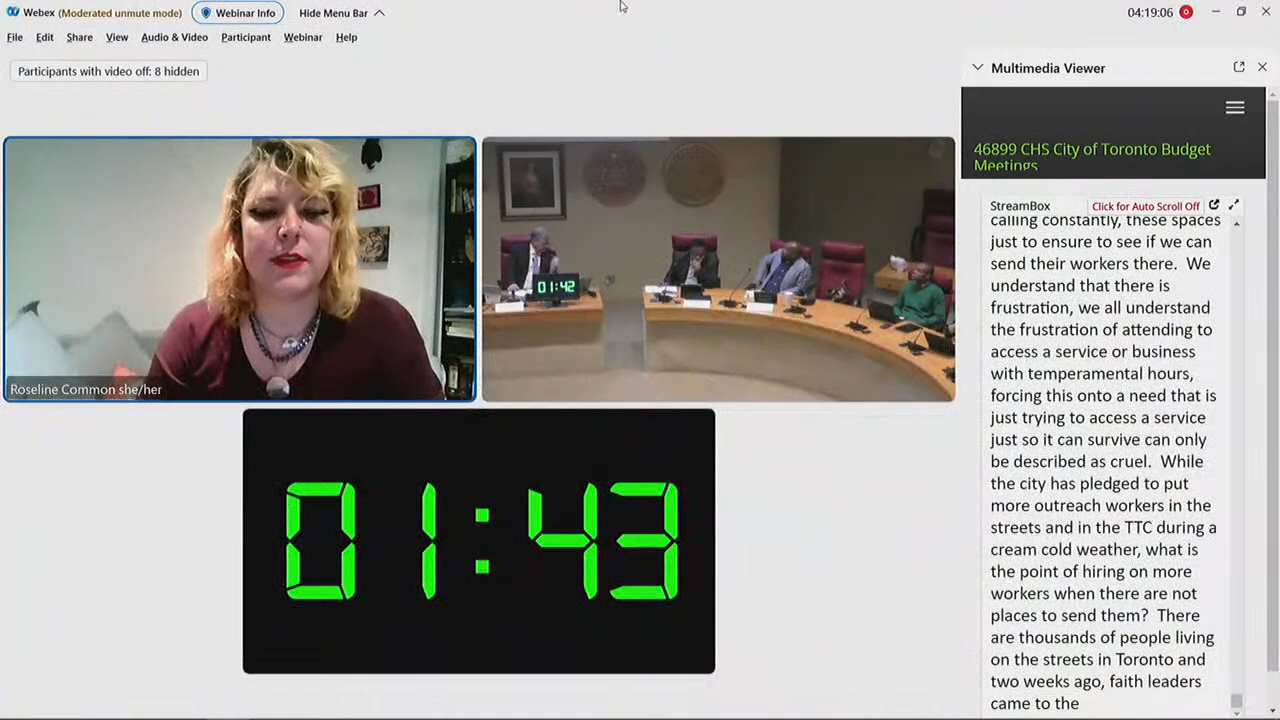 Webex (Moderated unmute mode) Webinar Info Hide Menu Bar 04:19:06
File Edit Share View Audio & Video Participant Webinar Help
Participants with video off: 8 hidden
Multimedia Viewer
46899 CHS City of Toronto Budget
Meetings
StreamBox Click for Auto Scroll Off
calling constantly, these spaces
just to ensure to see if we can
send their workers there. We
understand that there is
frustration, we all understand
the frustration of attending to
access a service or business
with temperamental hours,
forcing this onto a need that is
just trying to access a service
just so it can survive can only
be described as cruel. While
the city has pledged to put
more outreach workers in the
streets and in the TTC during a
cream cold weather, what is
the point of hiring on more
workers when there are not
places to send them? There
are thousands of people living
on the streets in Toronto and
two weeks ago, faith leaders
came to the
Roseline Common she/her
01:42
01:43